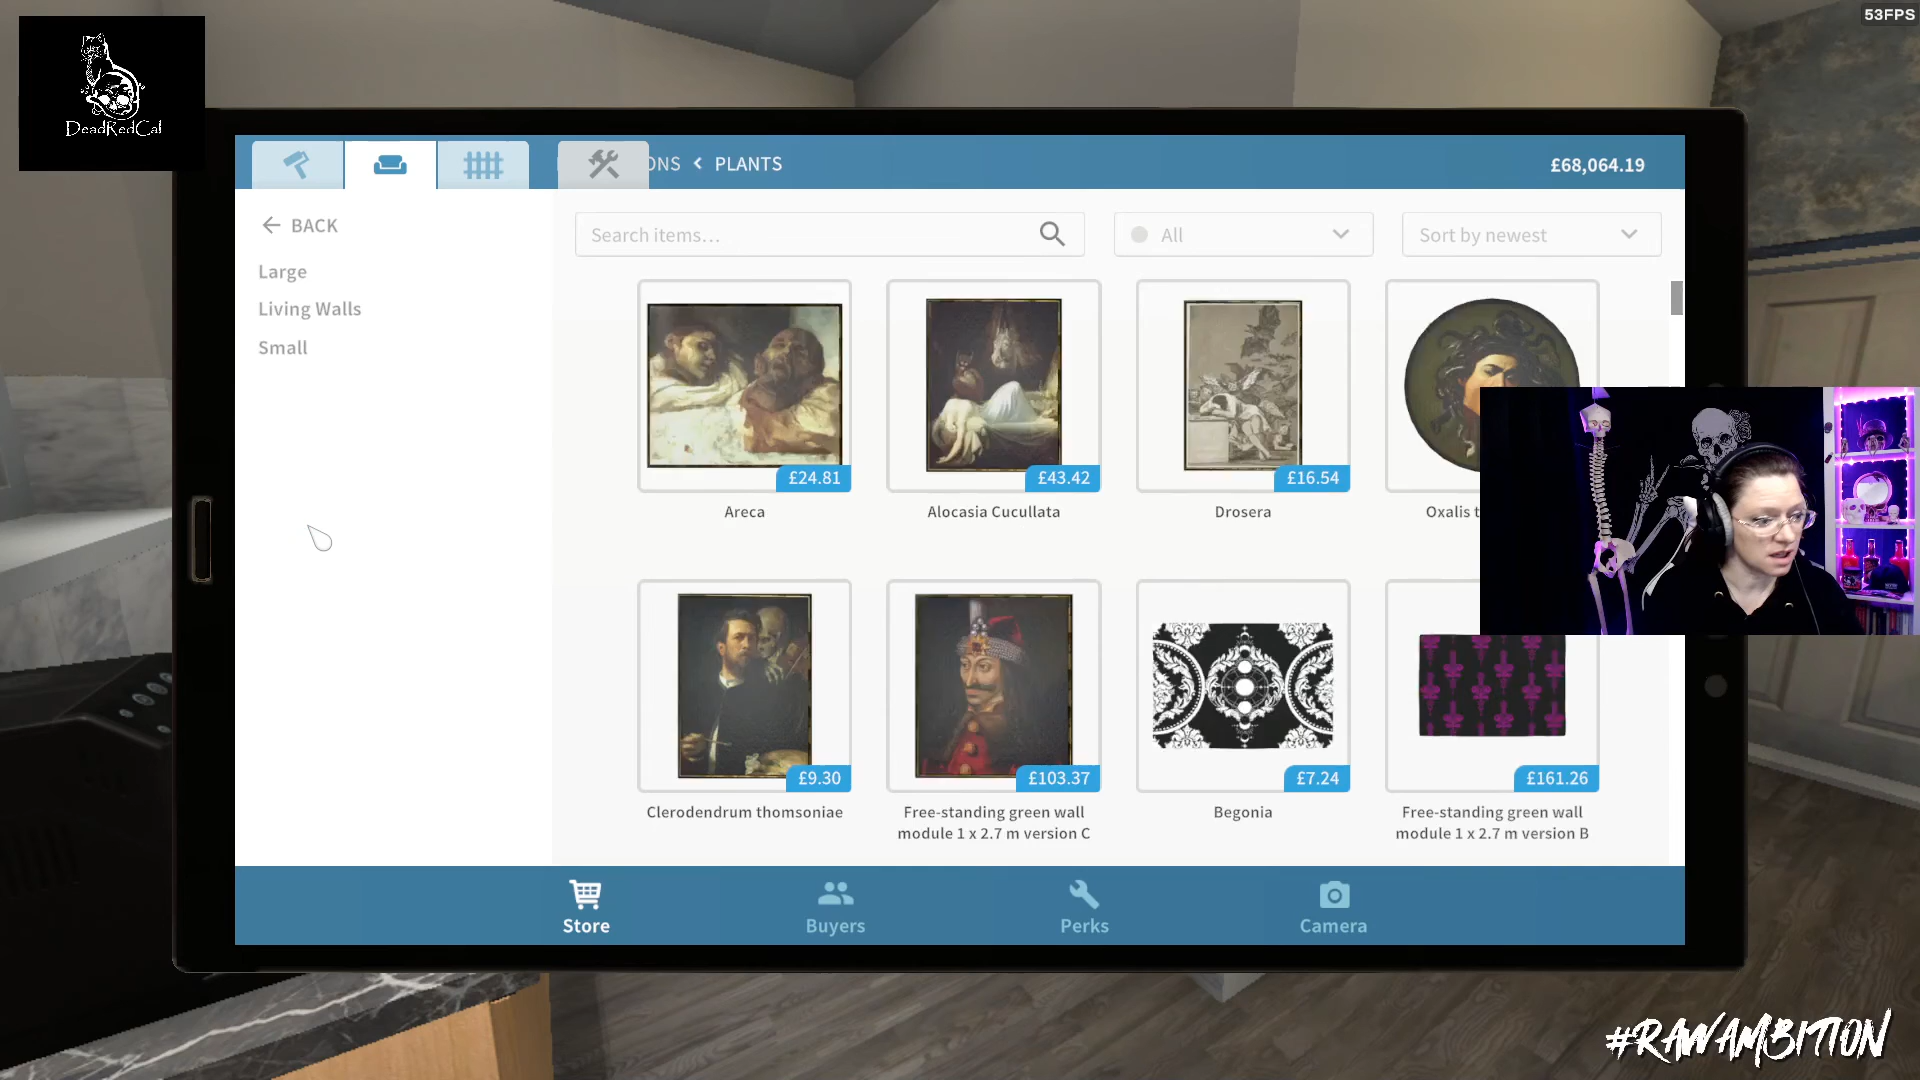 53FPS
DeadRedCal
ONS < PLANTS
£68,064.19
BACK
Search items...
All
Sort by newest
Large
Living Walls
Small
£24.81
£43.42
£16.54
Areca
Alocasia Cucullata
Drosera
Oxalis t
£9.30
£103.37
£7.24
£161.26
Clerodendrum thomsoniae
Free-standing green wall
module 1 x 2.7 m version C
Begonia
Free-standing green wall
module 1 x 2.7 m version B
Store
Buyers
Perks
Camera
#RAWAMBITION